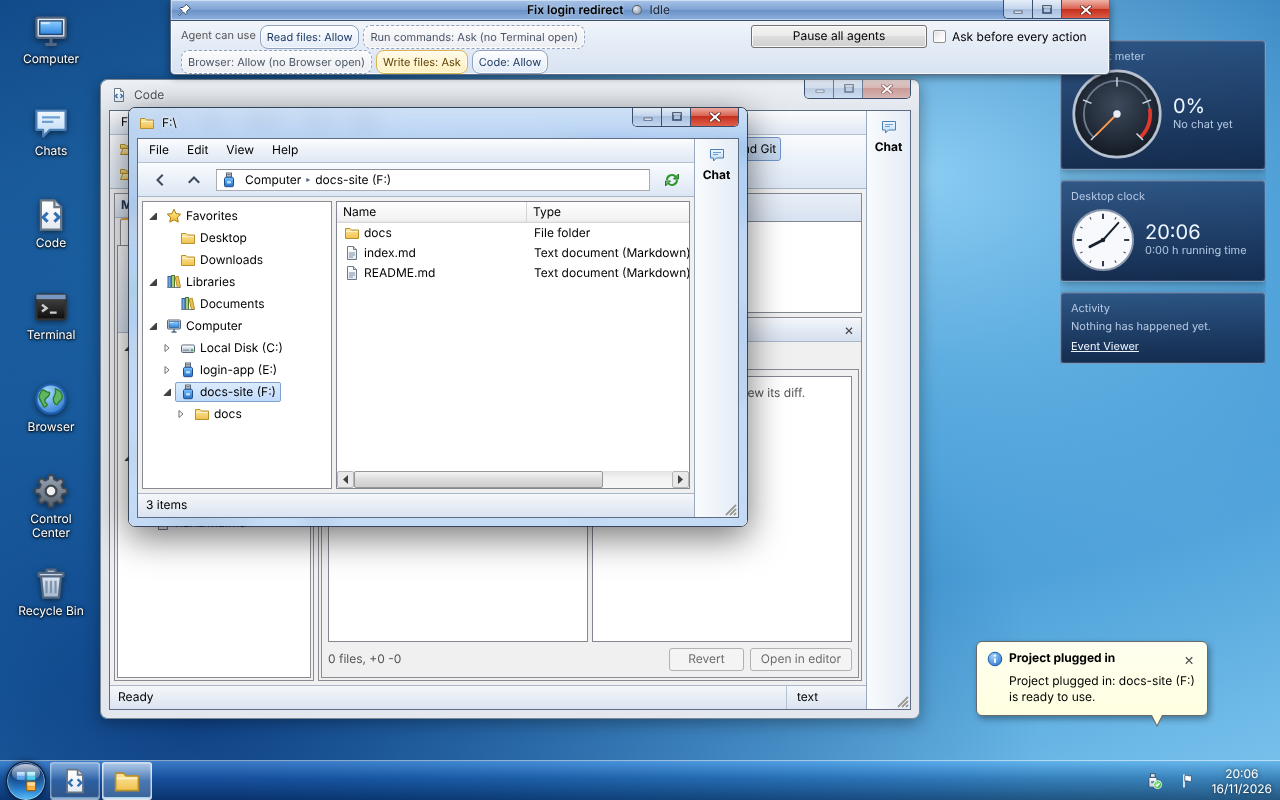 Fix login redirect Idle
Agent can use Read files: Allow Run commands: Ask (no Terminal open)
Browser: Allow (no Browser open) Write files: Ask Code: Allow
Pause all agents Ask before every action
Computer
Chats
Code
Terminal
Browser
Control
Center
Recycle Bin
Code
F:\
File Edit View Help
Computer docs-site (F:)
Favorites
Desktop
Downloads
Libraries
Documents
Computer
Local Disk (C:)
login-app (E:)
docs-site (F:)
docs
Name Type
docs File folder
index.md Text document (Markdown)
README.md Text document (Markdown)
3 items
Chat
Git
Chat
ew its diff.
0 files, +0 -0
Revert Open in editor
Ready text
meter
0%
No chat yet
Desktop clock
20:06
0:00 h running time
Activity
Nothing has happened yet.
Event Viewer
Project plugged in
Project plugged in: docs-site (F:)
is ready to use.
20:06
16/11/2026